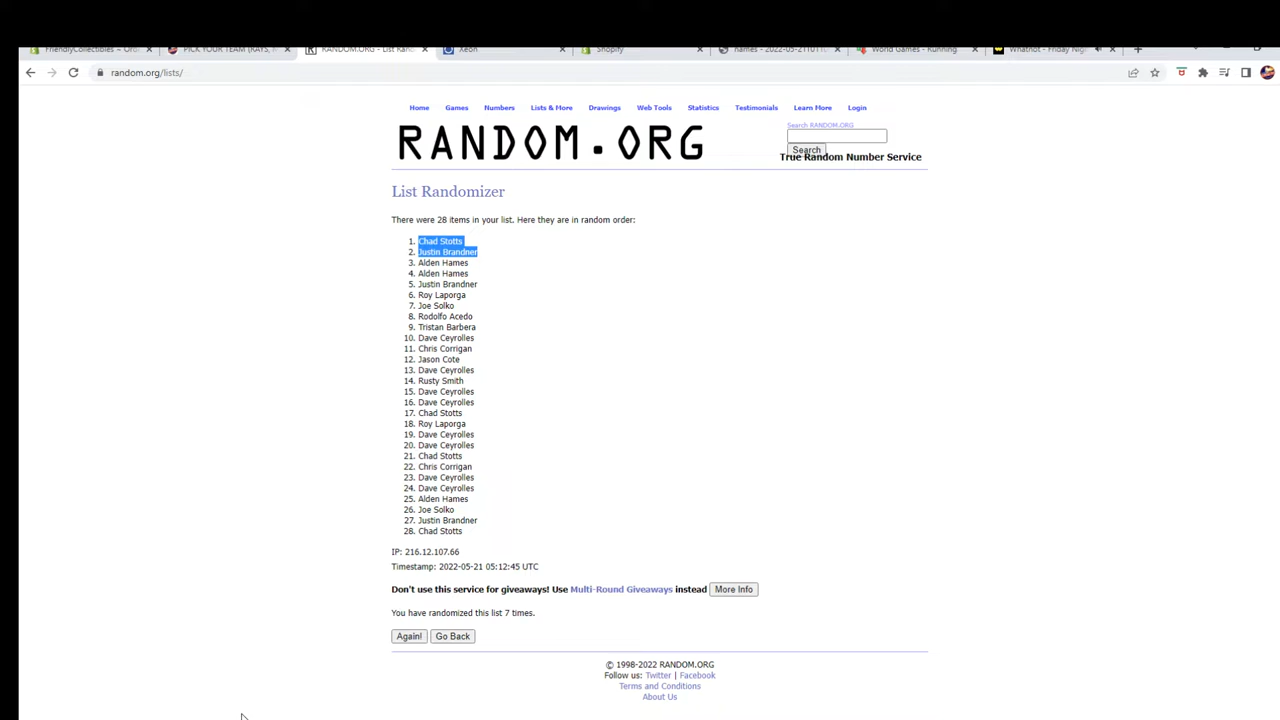 FriendlyCollectibles ~ Ord
PICK YOUR TEAM (RAYS, M
RANDOM.ORG - List Ran
Xeon
Shopify
names - 2022-05-21T011
World Games - Running
Whatnot - Friday Nigh
random.org/lists/
Home Games Numbers Lists & More Drawings Web Tools Statistics Testimonials Learn More Login
Search RANDOM.ORG
RANDOM.ORG
Search
True Random Number Service
List Randomizer
There were 28 items in your list. Here they are in random order:
1. Chad Stotts
2. Justin Brandner
3. Alden Hames
4. Alden Hames
5. Justin Brandner
6. Roy Laporga
7. Joe Solko
8. Rodolfo Acedo
9. Tristan Barbera
10. Dave Ceyrolles
11. Chris Corrigan
12. Jason Cote
13. Dave Ceyrolles
14. Rusty Smith
15. Dave Ceyrolles
16. Dave Ceyrolles
17. Chad Stotts
18. Roy Laporga
19. Dave Ceyrolles
20. Dave Ceyrolles
21. Chad Stotts
22. Chris Corrigan
23. Dave Ceyrolles
24. Dave Ceyrolles
25. Alden Hames
26. Joe Solko
27. Justin Brandner
28. Chad Stotts
IP: 216.12.107.66
Timestamp: 2022-05-21 05:12:45 UTC
Don't use this service for giveaways! Use Multi-Round Giveaways instead More Info
You have randomized this list 7 times.
Again! Go Back
© 1998-2022 RANDOM.ORG
Follow us: Twitter | Facebook
Terms and Conditions
About Us